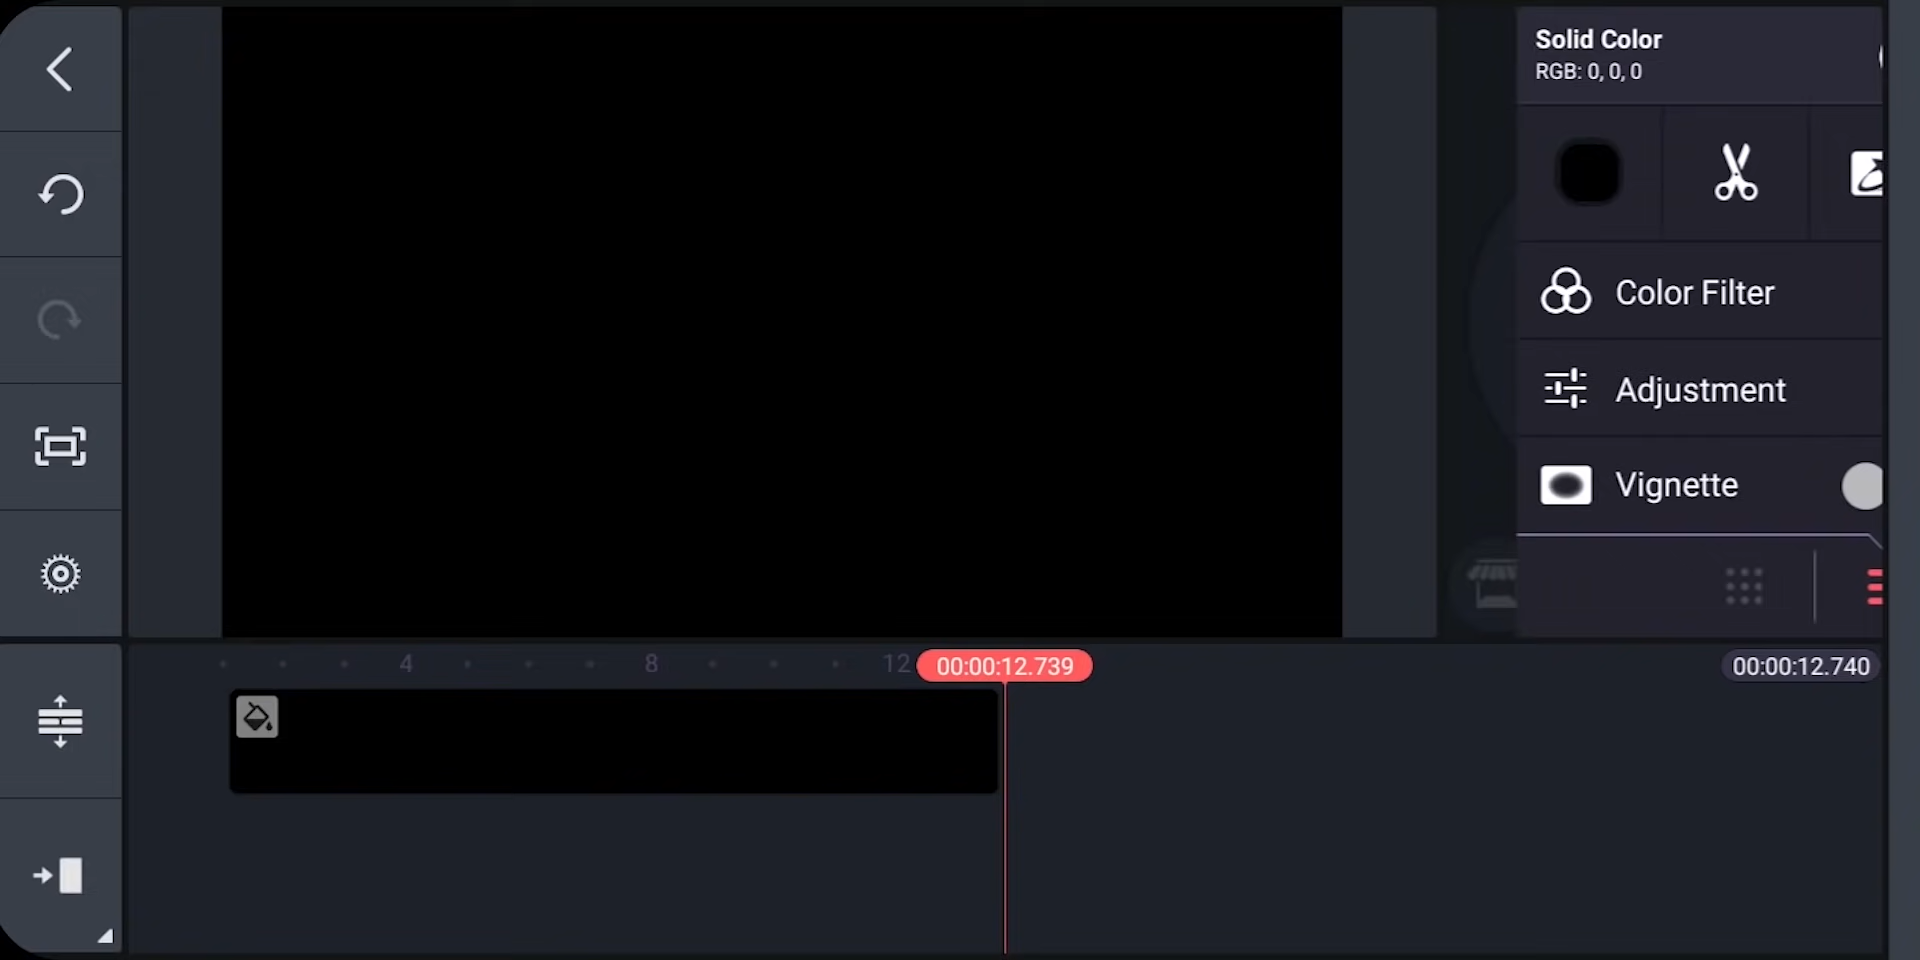 Solid Color
RGB: 0, 0, 0
Color Filter
Adjustment
Vignette
4
8
12
00:00:12.739
00:00:12.740